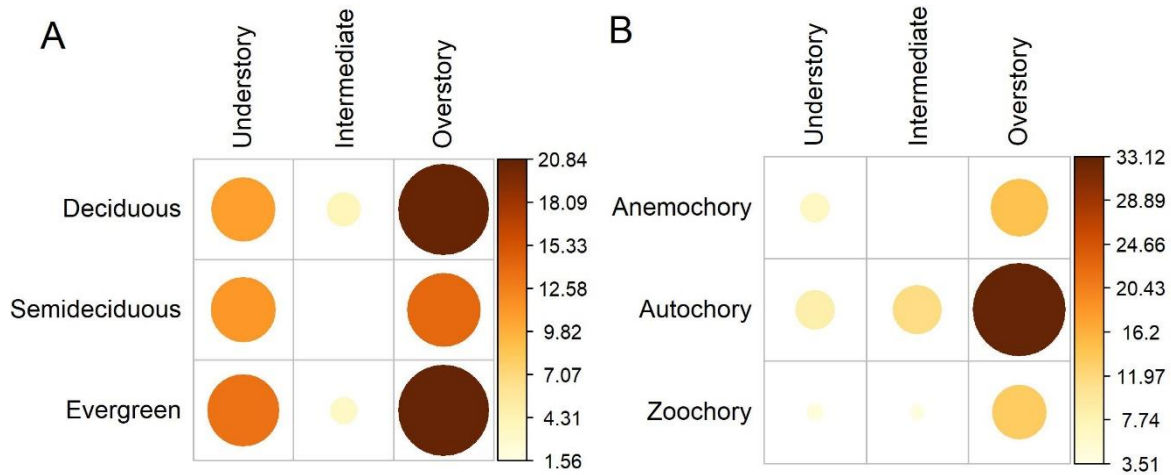 A
Understory
Intermediate
Overstory
Deciduous
Semideciduous
Evergreen
20.84
18.09
15.33
12.58
9.82
7.07
4.31
1.56
B
Understory
Intermediate
Overstory
Anemochory
Autochory
Zoochory
33.12
28.89
24.66
20.43
16.2
11.97
7.74
3.51